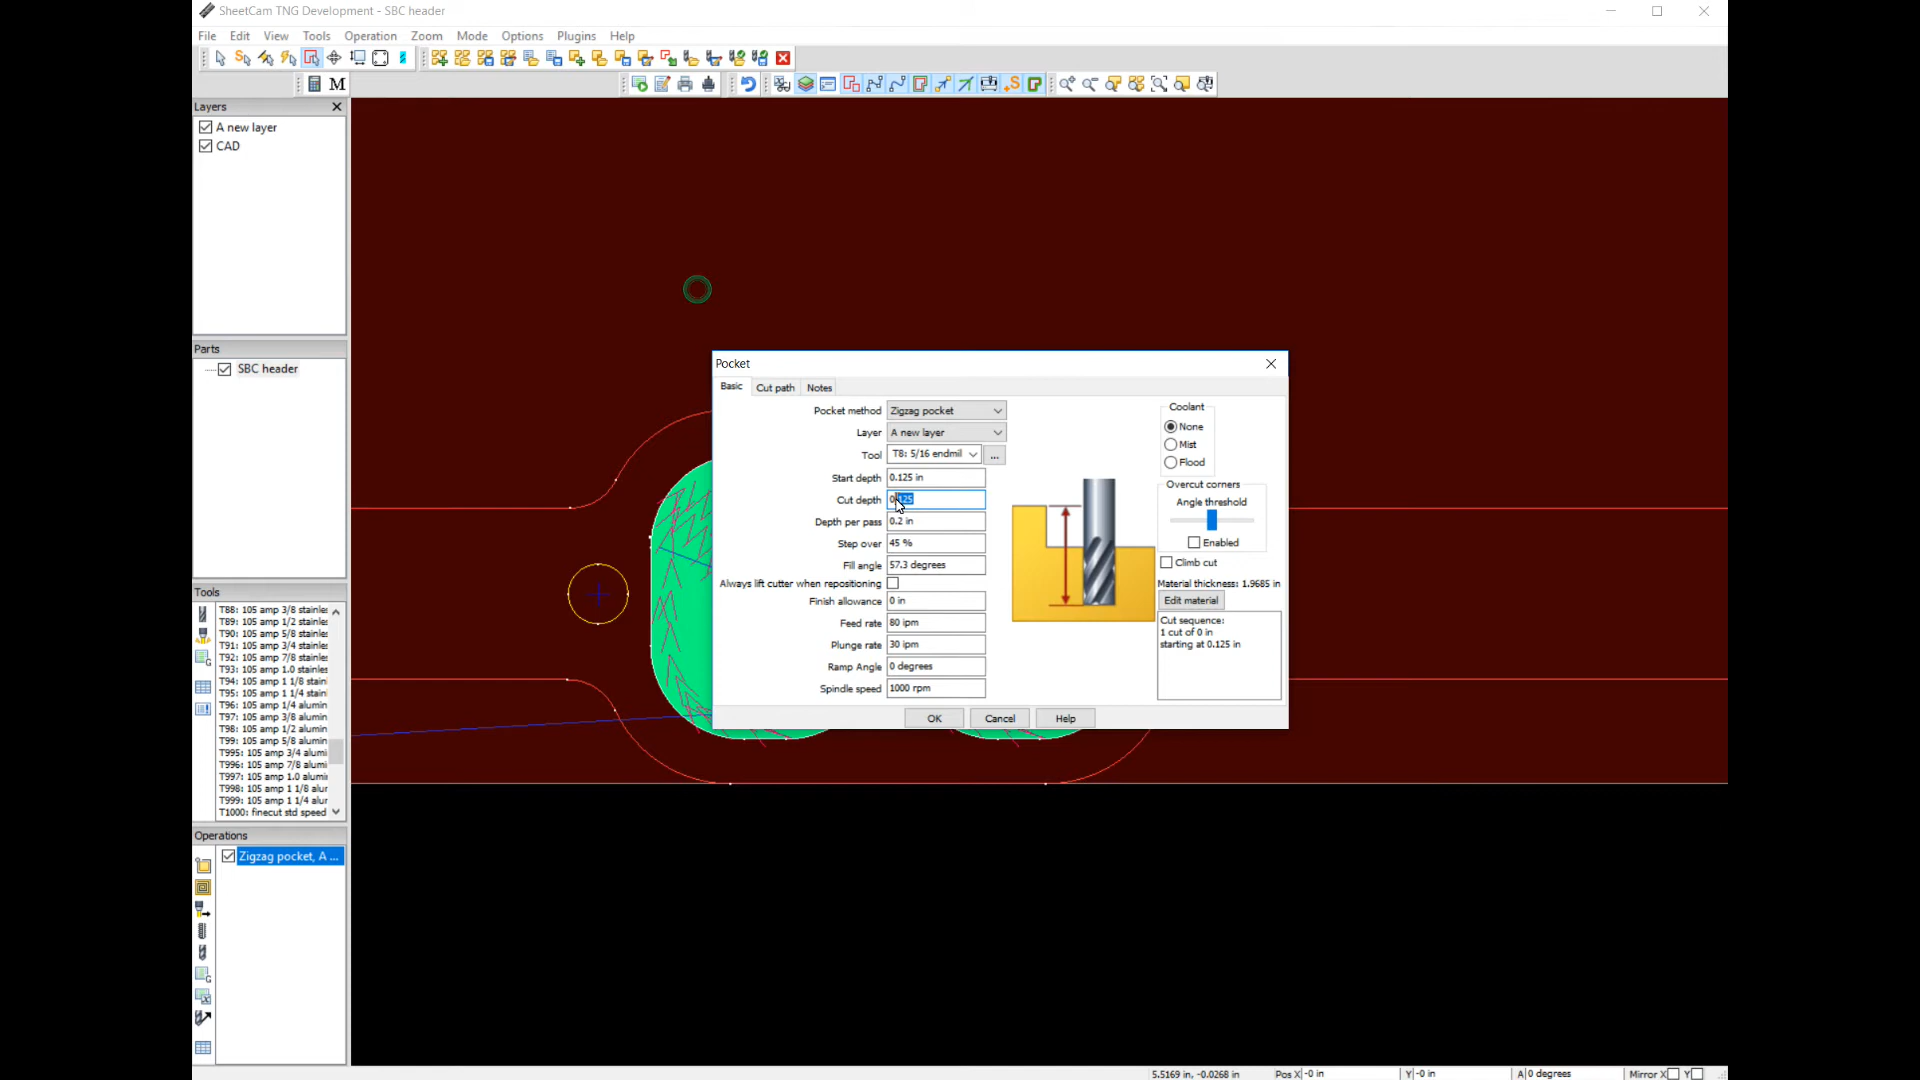 SheetCam TNG Development - SBC header
File Edit View Tools Operation Zoom Mode Options Plugins Help
M
S
Layers
A new layer
CAD
Parts
SBC header
Tools
T88: 105 amp 3/8 stainles
T89: 105 amp 1/2 stainles
T90: 105 amp 5/8 stainles
T91: 105 amp 3/4 stainles
T92: 105 amp 7/8 stainles
T93: 105 amp 1.0 stainles
T94: 105 amp 1 1/8 stainl
T95: 105 amp 1 1/4 stainl
T96: 105 amp 1/4 alumin
T97: 105 amp 3/8 alumin
T98: 105 amp 1/2 alumin
T99: 105 amp 5/8 alumin
T995: 105 amp 3/4 alumi
T996: 105 amp 7/8 alumi
T997: 105 amp 1.0 alumin
T998: 105 amp 1 1/8 alur
T999: 105 amp 1 1/4 alur
T1000: finecut std speed
Operations
Zigzag pocket, A ...
Pocket
Basic Cut path Notes
Pocket method Zigzag pocket
Layer A new layer
Tool T8: 5/16 endmil ...
Start depth 0.125 in
Cut depth 0.125
Depth per pass 0.2 in
Step over 45 %
Fill angle 57.3 degrees
Always lift cutter when repositioning
Finish allowance 0 in
Feed rate 80 ipm
Plunge rate 30 ipm
Ramp Angle 0 degrees
Spindle speed 1000 rpm
Coolant
None
Mist
Flood
Overcut corners
Angle threshold
Enabled
Climb cut
Material thickness: 1.9685 in
Edit material
Cut sequence:
1 cut of 0 in
starting at 0.125 in
OK Cancel Help
5.5169 in, -0.0268 in Pos X -0 in Y -0 in A 0 degrees Mirror X Y